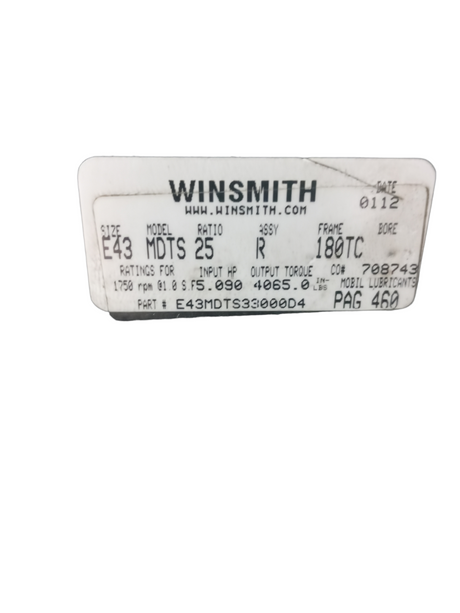 WINSMITH
WWW.WINSMITH.COM
DATE
0112
SIZE MODEL RATIO ASSY FRAME BORE
E43 MDTS 25 R 180TC
RATINGS FOR INPUT HP OUTPUT TORQUE CO# 708743
1750 rpm @1.0 S.F 5.090 4065.0 IN-LBS MOBIL LUBRICANTS
PART # E43MDTS33000D4 PAG 460